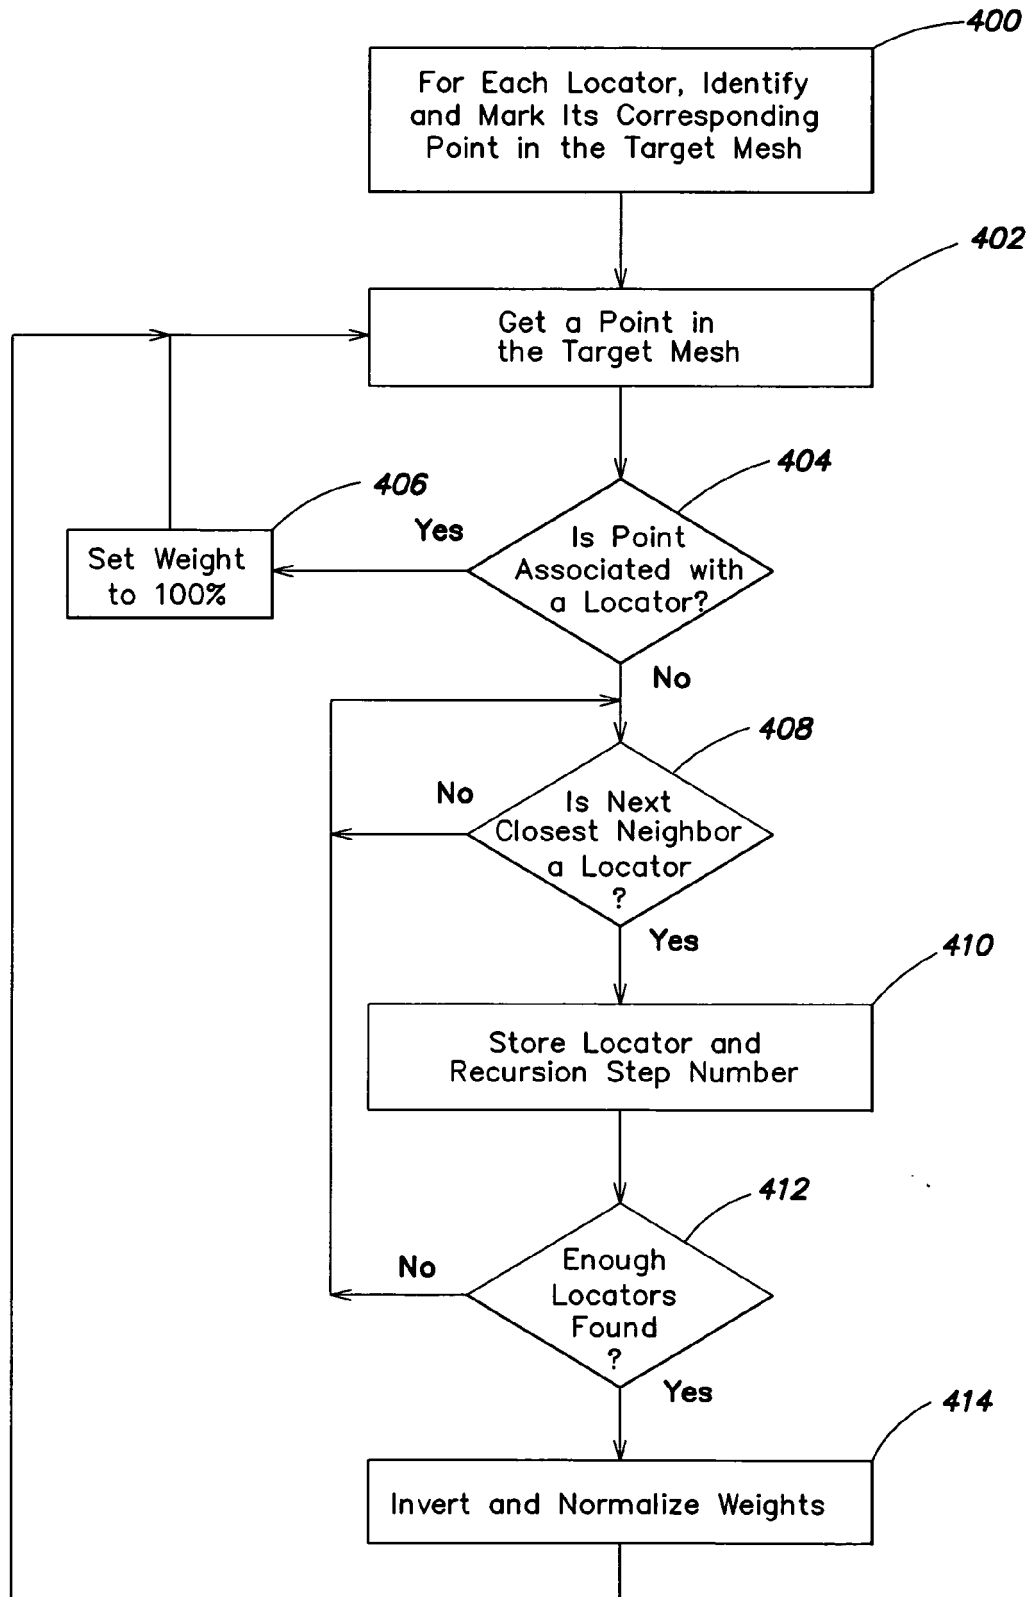 400
For Each Locator, Identify
and Mark Its Corresponding
Point in the Target Mesh
402
Get a Point in
the Target Mesh
404
406
Yes
Is Point
Associated with
a Locator?
Set Weight
to 100%
No
408
No
Is Next
Closest Neighbor
a Locator
?
Yes
410
Store Locator and
Recursion Step Number
412
No
Enough
Locators
Found
?
Yes
414
Invert and Normalize Weights